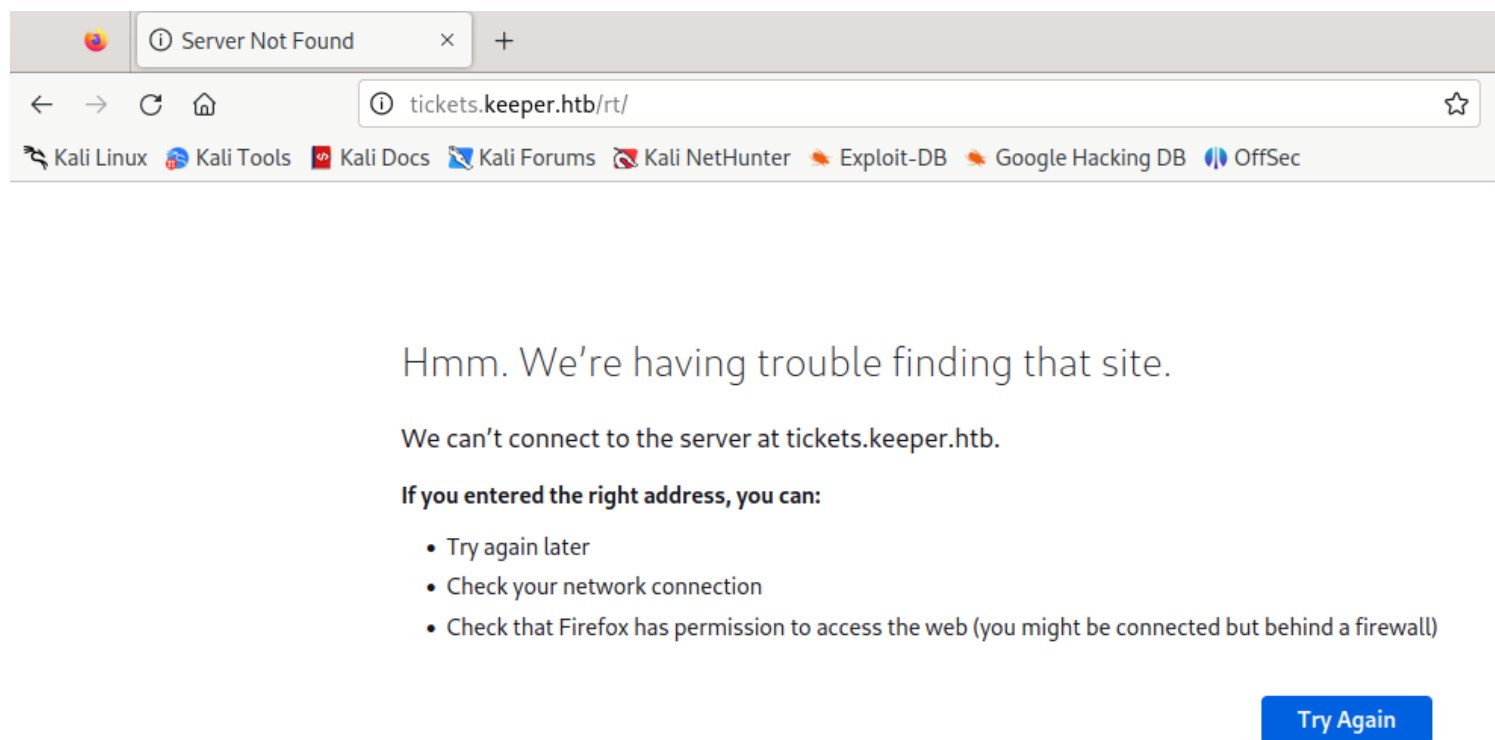 Server Not Found
tickets.keeper.htb/rt/
Kali Linux Kali Tools Kali Docs Kali Forums Kali NetHunter Exploit-DB Google Hacking DB OffSec
Hmm. We're having trouble finding that site.
We can't connect to the server at tickets.keeper.htb.
If you entered the right address, you can:
• Try again later
• Check your network connection
• Check that Firefox has permission to access the web (you might be connected but behind a firewall)
Try Again